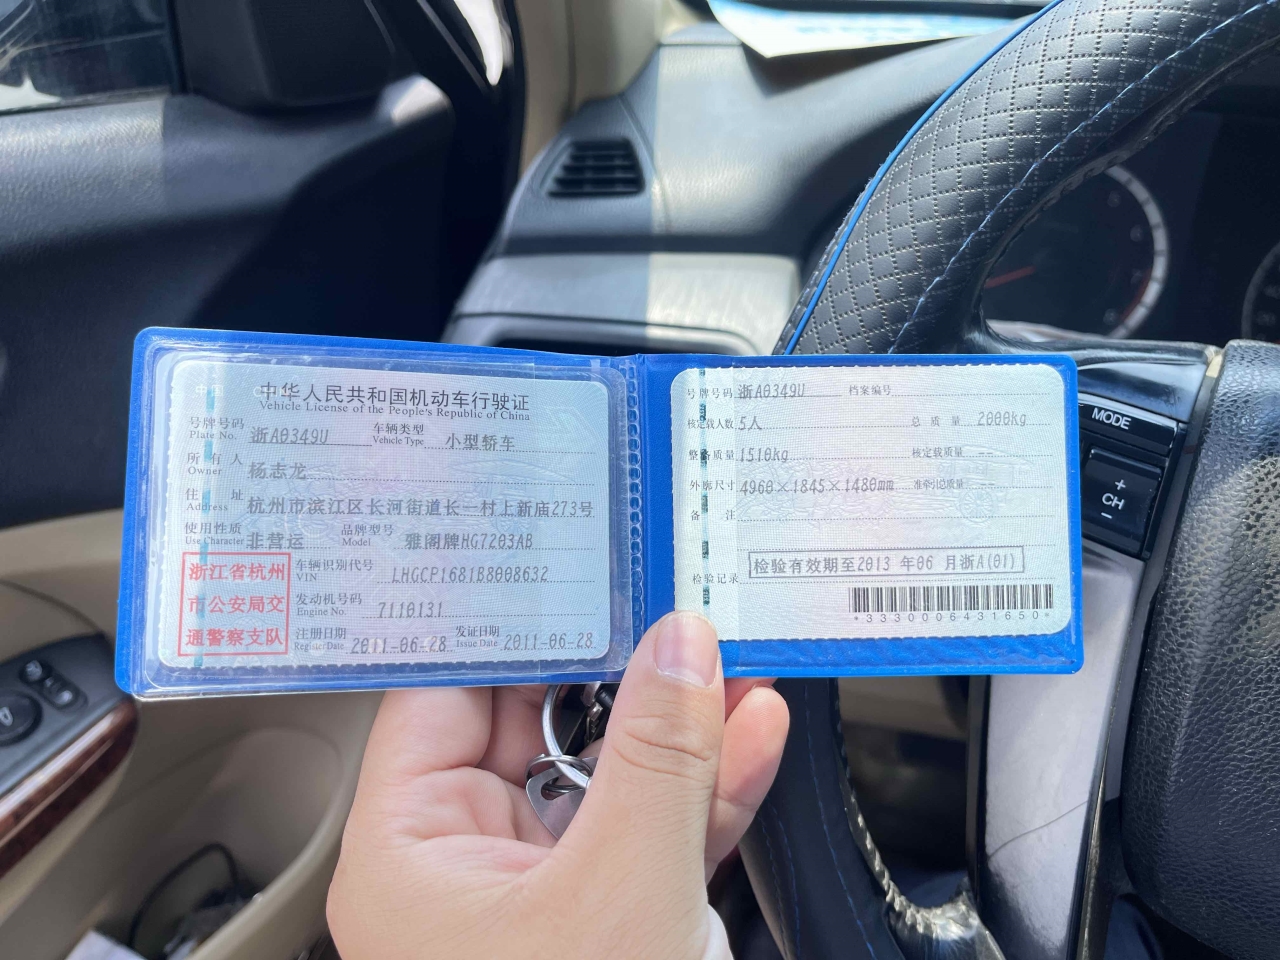 中华人民共和国机动车行驶证
Vehicle License of the People's Republic of China
号牌号码 浙A0349U 车辆类型 小型轿车
Plate No. Vehicle Type
所有人 杨志龙
Owner
住址 杭州市滨江区长河街道长一村上新庙273号
Address
使用性质 非营运 品牌型号 雅阁牌HG7203AB
Use Character Model
浙江省杭州
市公安局交
通警察支队
车辆识别代号 LHGCP1681B8008632
VIN
发动机号码 7110131
Engine No.
注册日期 2011-06-28 发证日期 2011-06-28
Register Date Issue Date
号牌号码 浙A0349U 档案编号
核定载人数 5人 总质量 2000kg
整备质量 1510kg 核定载质量 --
外廓尺寸 4960×1845×1480mm 准牵引总质量 --
备注
检验有效期至2013 年06 月浙A(01)
检验记录
*3330006431650*
MODE
+
CH
−